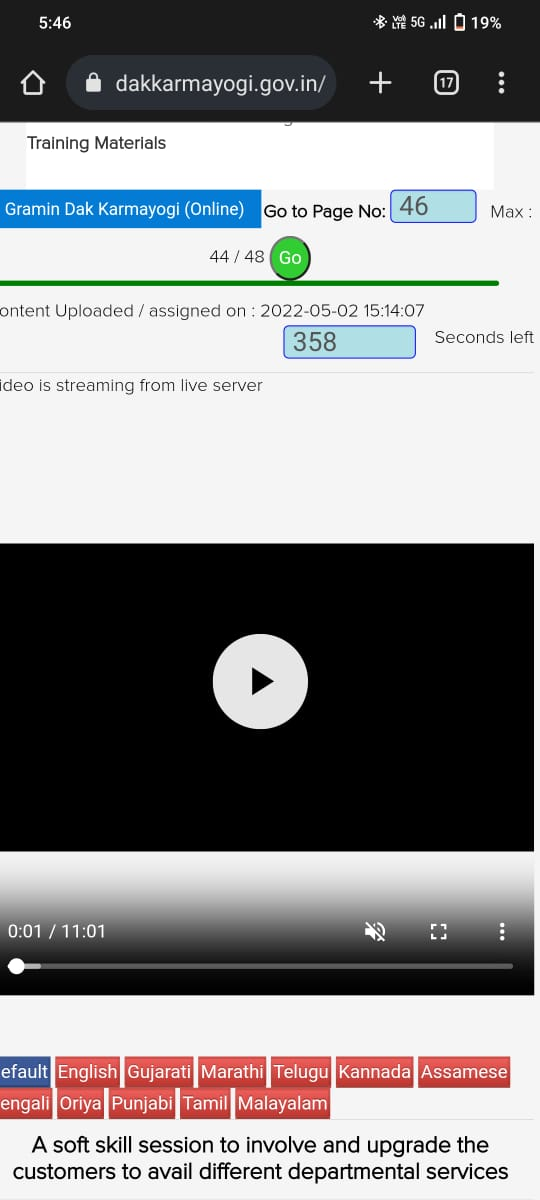 5:46 Vo) LTE 5G 19%
dakkarmayogi.gov.in/ 17
Training Materials
Gramin Dak Karmayogi (Online) Go to Page No: 46 Max :
44 / 48 Go
ontent Uploaded / assigned on : 2022-05-02 15:14:07
358 Seconds left
ideo is streaming from live server
0:01 / 11:01
efault English Gujarati Marathi Telugu Kannada Assamese
engali Oriya Punjabi Tamil Malayalam
A soft skill session to involve and upgrade the
customers to avail different departmental services